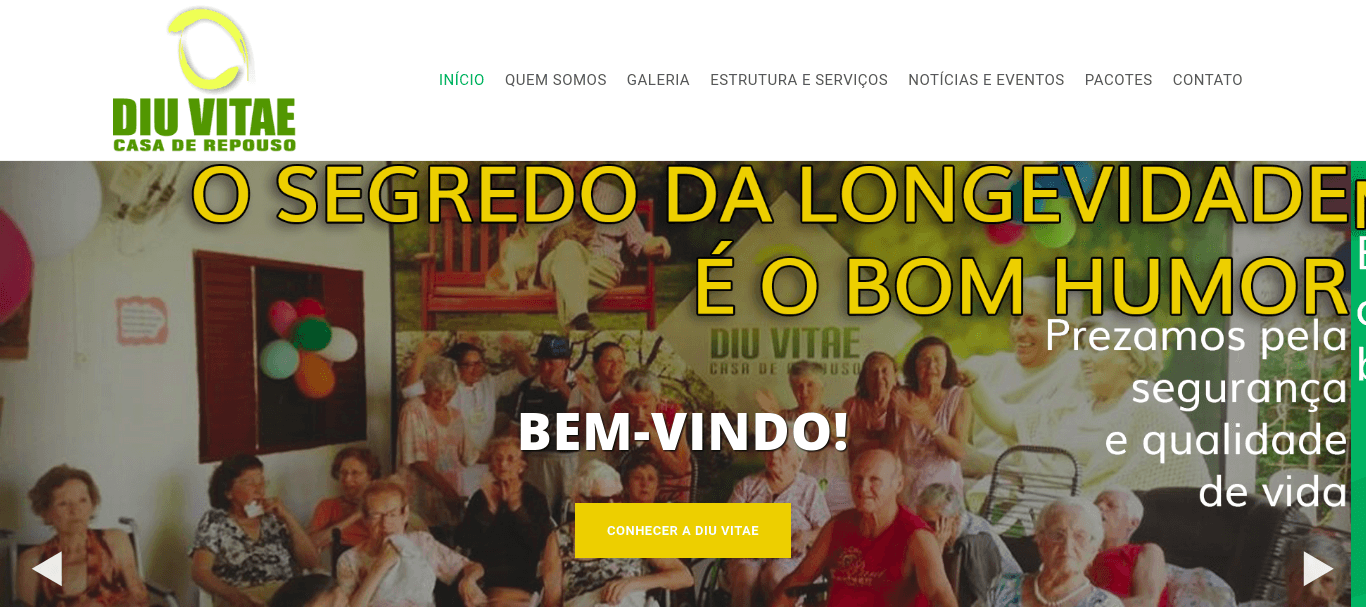 DIU VITAE
CASA DE REPOUSO
INÍCIO QUEM SOMOS GALERIA ESTRUTURA E SERVIÇOS NOTÍCIAS E EVENTOS PACOTES CONTATO
O SEGREDO DA LONGEVIDADE
É O BOM HUMOR
DIU VITAE
CASA DE REPOUSO
Prezamos pela
segurança
e qualidade
de vida
BEM-VINDO!
CONHECER A DIU VITAE